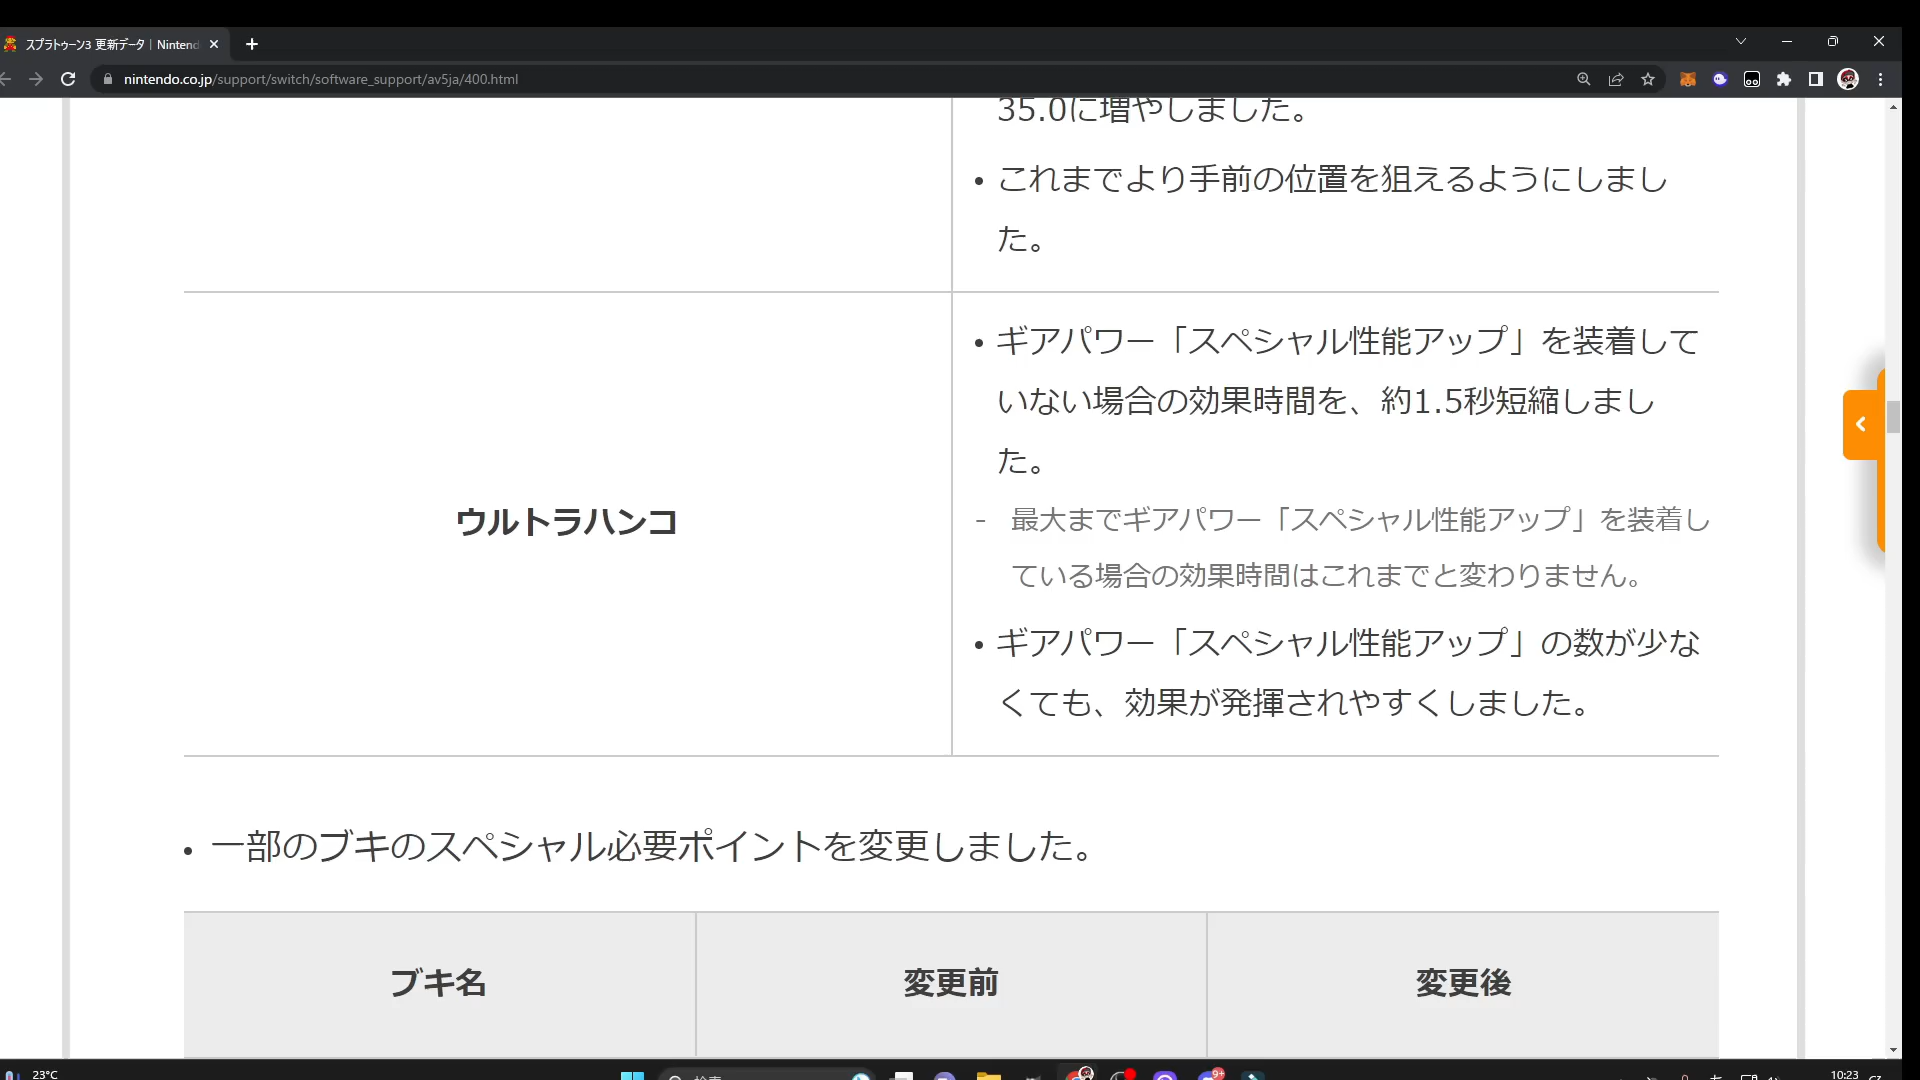 スプラトゥーン3 更新データ｜Nintend
nintendo.co.jp/support/switch/software_support/av5ja/400.html
35.0に増やしました。
• これまでより手前の位置を狙えるようにしまし
た。
ウルトラハンコ
• ギアパワー「スペシャル性能アップ」を装着して
いない場合の効果時間を、約1.5秒短縮しまし
た。
- 最大までギアパワー「スペシャル性能アップ」を装着し
ている場合の効果時間はこれまでと変わりません。
• ギアパワー「スペシャル性能アップ」の数が少な
くても、効果が発揮されやすくしました。
• 一部のブキのスペシャル必要ポイントを変更しました。
ブキ名 変更前 変更後
23°C
検索
9+
10:23